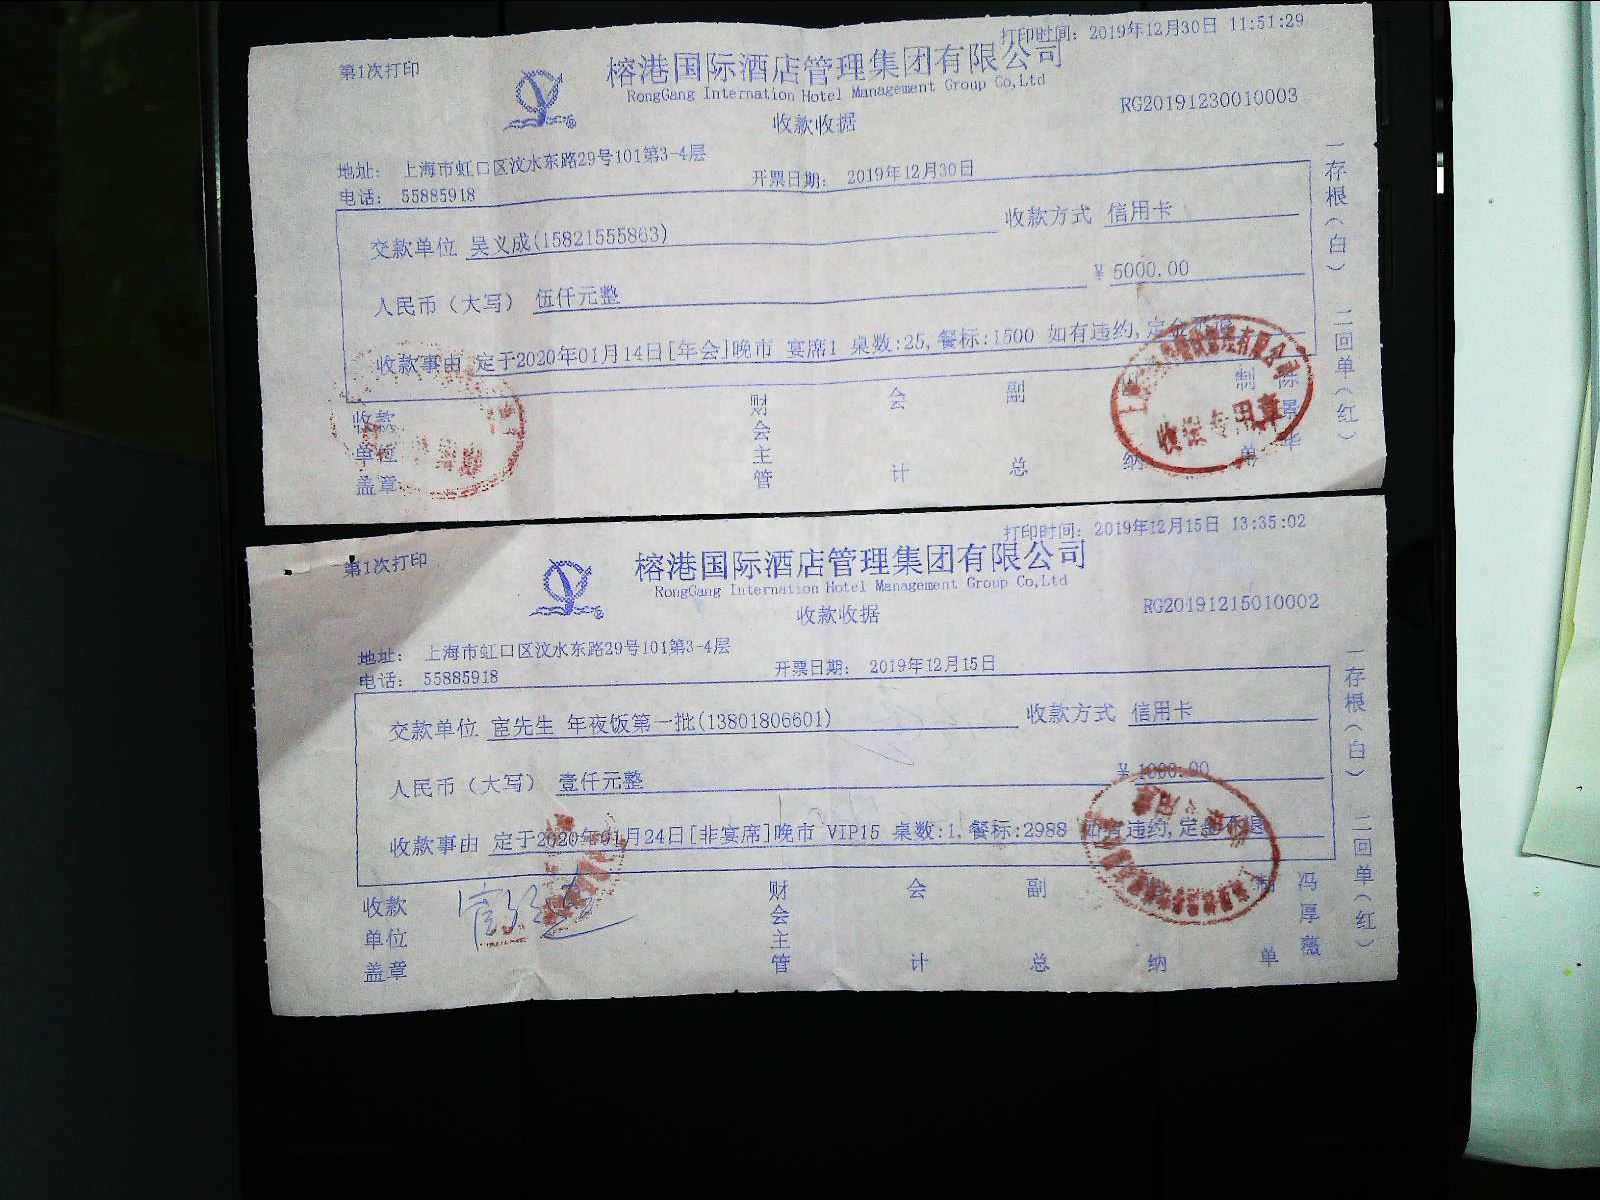 打印时间: 2019年12月30日 11:51:29
第1次打印
榕港国际酒店管理集团有限公司
RongGang Internation Hotel Management Group Co,Ltd
RG20191230010003
收款收据
地址: 上海市虹口区汶水东路29号101第3-4层
电话: 55885918
开票日期: 2019年12月30日
交款单位 吴义成(15821555863) 收款方式 信用卡
人民币（大写） 伍仟元整 ¥ 5000.00
收款事由 定于2020年01月14日[年会]晚市 宴席1 桌数:25,餐标:1500 如有违约,定金不退
收款单位盖章 财会主管 会计 副总 纳 制单 陈景华
收银专用章
一存根（白） 二回单（红）
打印时间: 2019年12月15日 13:35:02
第1次打印
榕港国际酒店管理集团有限公司
RongGang Internation Hotel Management Group Co,Ltd
RG20191215010002
收款收据
地址: 上海市虹口区汶水东路29号101第3-4层
电话: 55885918
开票日期: 2019年12月15日
交款单位 宦先生 年夜饭第一批(13801806601) 收款方式 信用卡
人民币（大写） 壹仟元整 ¥ 1000.00
收款事由 定于2020年01月24日[非宴席]晚市 VIP15 桌数:1,餐标:2988 如有违约,定金不退
收款单位盖章 财会主管 会计 副总 纳 制单 冯厚薇
一存根（白） 二回单（红）